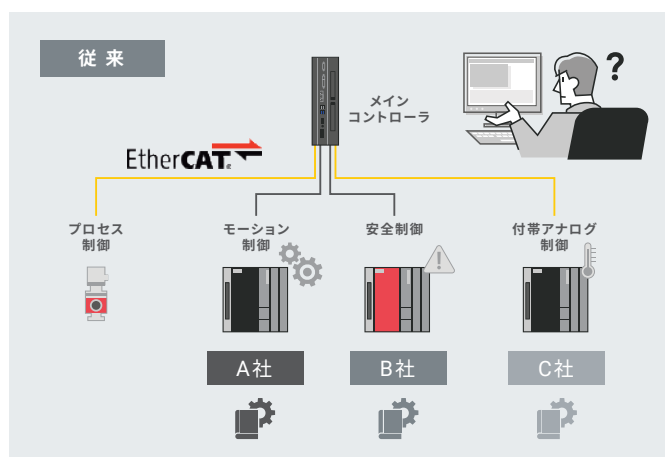 従来
?
メイン
コントローラ
EtherCAT®
プロセス
制御
モーション
制御
安全制御
付帯アナログ
制御
!
A社
B社
C社